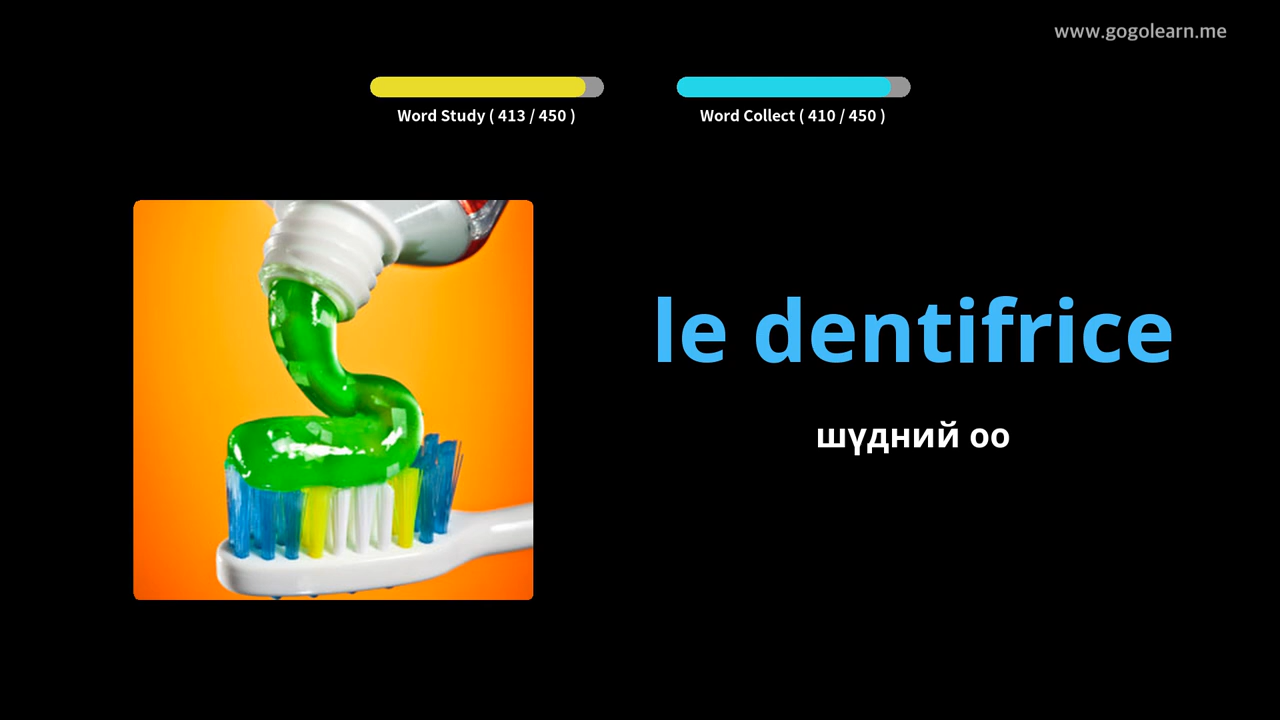 www.gogolearn.me
Word Study ( 413 / 450 )
Word Collect ( 410 / 450 )
le dentifrice
шүдний оо